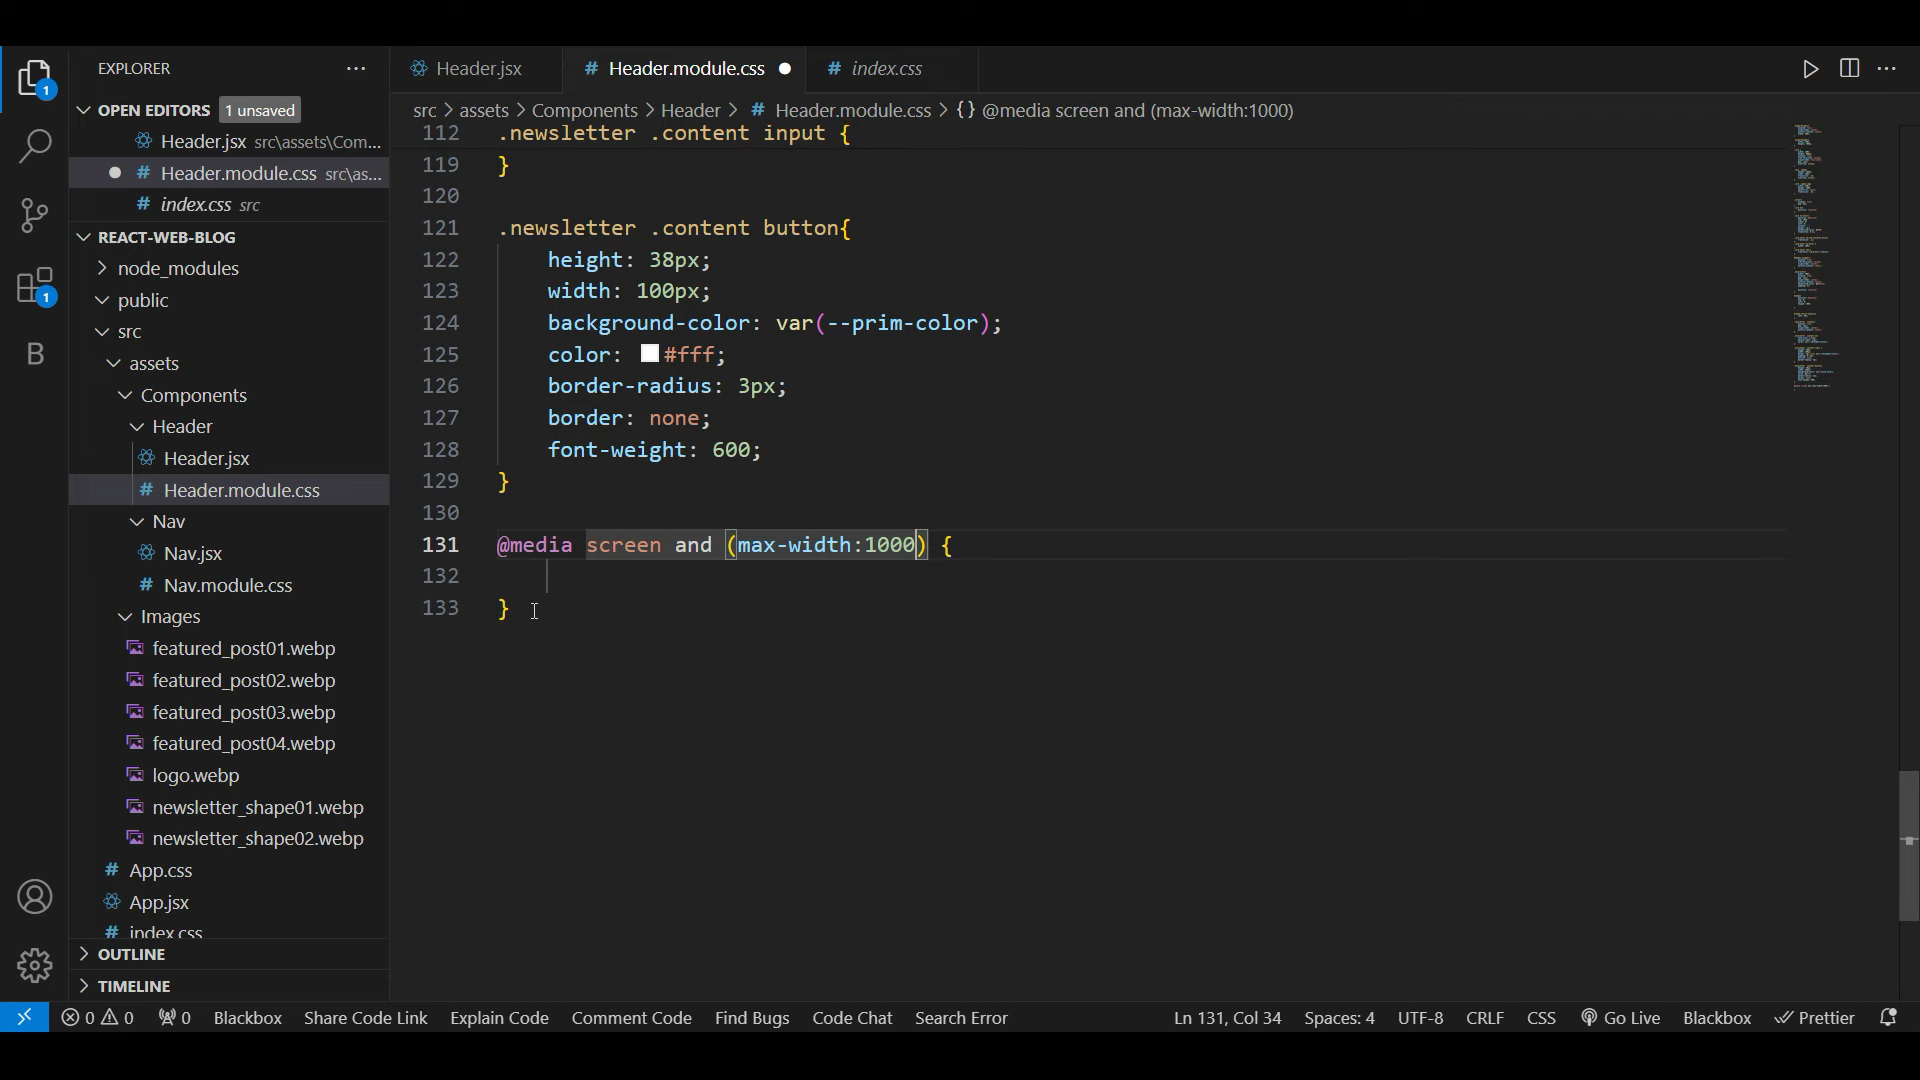 EXPLORER
OPEN EDITORS 1 unsaved
Header.jsx src\assets\Com...
Header.module.css src\as...
index.css src
REACT-WEB-BLOG
node_modules
public
src
assets
Components
Header
Header.jsx
Header.module.css
Nav
Nav.jsx
Nav.module.css
Images
featured_post01.webp
featured_post02.webp
featured_post03.webp
featured_post04.webp
logo.webp
newsletter_shape01.webp
newsletter_shape02.webp
App.css
App.jsx
index.css
OUTLINE
TIMELINE
1
1
B
Header.jsx Header.module.css index.css
src > assets > Components > Header > # Header.module.css > {} @media screen and (max-width:1000)
112 .newsletter .content input {
119 }
120
121 .newsletter .content button{
122 height: 38px;
123 width: 100px;
124 background-color: var(--prim-color);
125 color: #fff;
126 border-radius: 3px;
127 border: none;
128 font-weight: 600;
129 }
130
131 @media screen and (max-width:1000) {
132
133 }
0 0 0 Blackbox Share Code Link Explain Code Comment Code Find Bugs Code Chat Search Error Ln 131, Col 34 Spaces: 4 UTF-8 CRLF CSS Go Live Blackbox Prettier